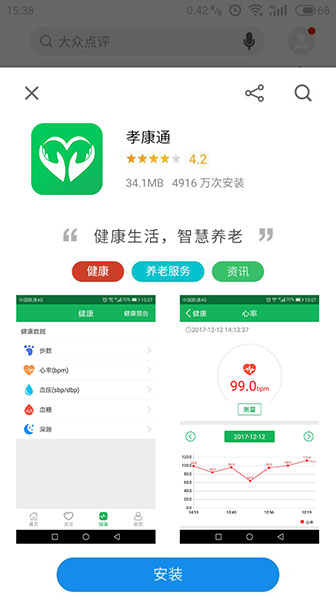 15:38
0.42 68
大众点评
孝康通
4.2
34.1MB 4916 万次安装
“ 健康生活，智慧养老 ”
健康 养老服务 资讯
中国联通4G 15:07
健康 健康报告
健康数据
步数
心率(bpm)
血压(sbp/dbp)
血糖
深睡
首页 关注 健康 我的
中国联通4G 15:07
健康 心率
2017-12-12 14:13:37
99.0bpm
测量
2017-12-12
120.0
100.0
80.0
60.0
40.0
20.0
0.0
14:13 13:41 12:56 12:19
心率
安装